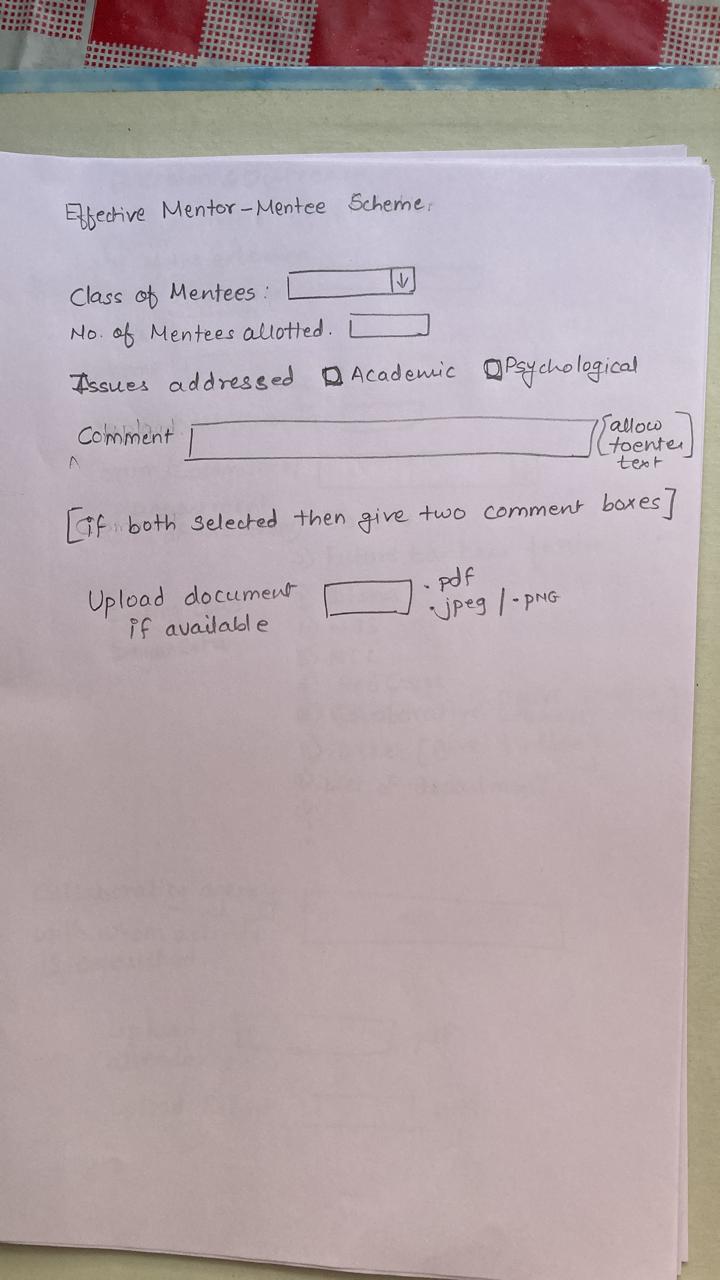 Effective Mentor-Mentee Scheme.
Class of Mentees :
No. of Mentees allotted.
Issues addressed Academic Psychological
Comment [allow to enter text]
[if both selected then give two comment boxes]
Upload document if available
.pdf
.jpeg / .PNG